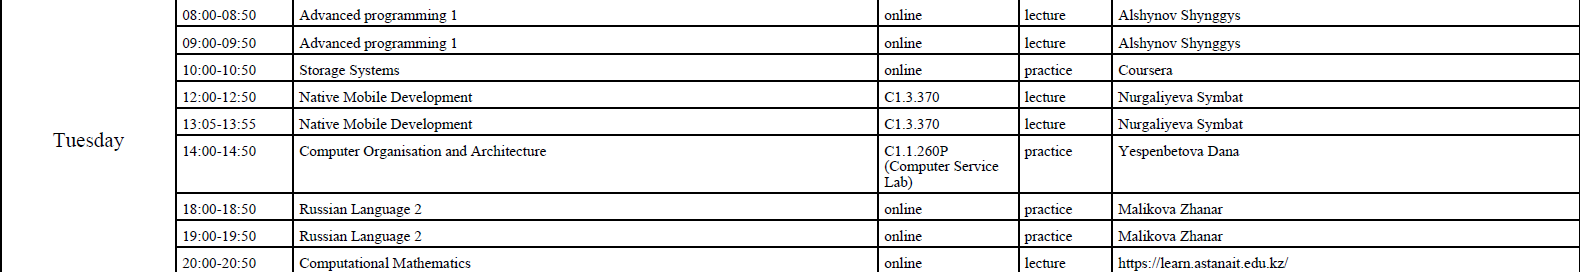 08:00-08:50 Advanced programming 1 online lecture Alshynov Shynggys
09:00-09:50 Advanced programming 1 online lecture Alshynov Shynggys
10:00-10:50 Storage Systems online practice Coursera
12:00-12:50 Native Mobile Development C1.3.370 lecture Nurgaliyeva Symbat
13:05-13:55 Native Mobile Development C1.3.370 lecture Nurgaliyeva Symbat
Tuesday
14:00-14:50 Computer Organisation and Architecture C1.1.260P practice Yespenbetova Dana
(Computer Service
Lab)
18:00-18:50 Russian Language 2 online practice Malikova Zhanar
19:00-19:50 Russian Language 2 online practice Malikova Zhanar
20:00-20:50 Computational Mathematics online lecture https://learn.astanait.edu.kz/